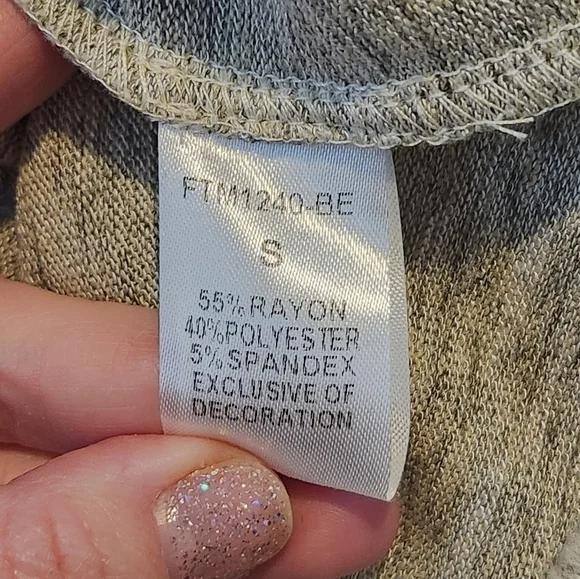 FTM1240-BE
S
55% RAYON
40%POLYESTER
5% SPANDEX
EXCLUSIVE OF
DECORATION